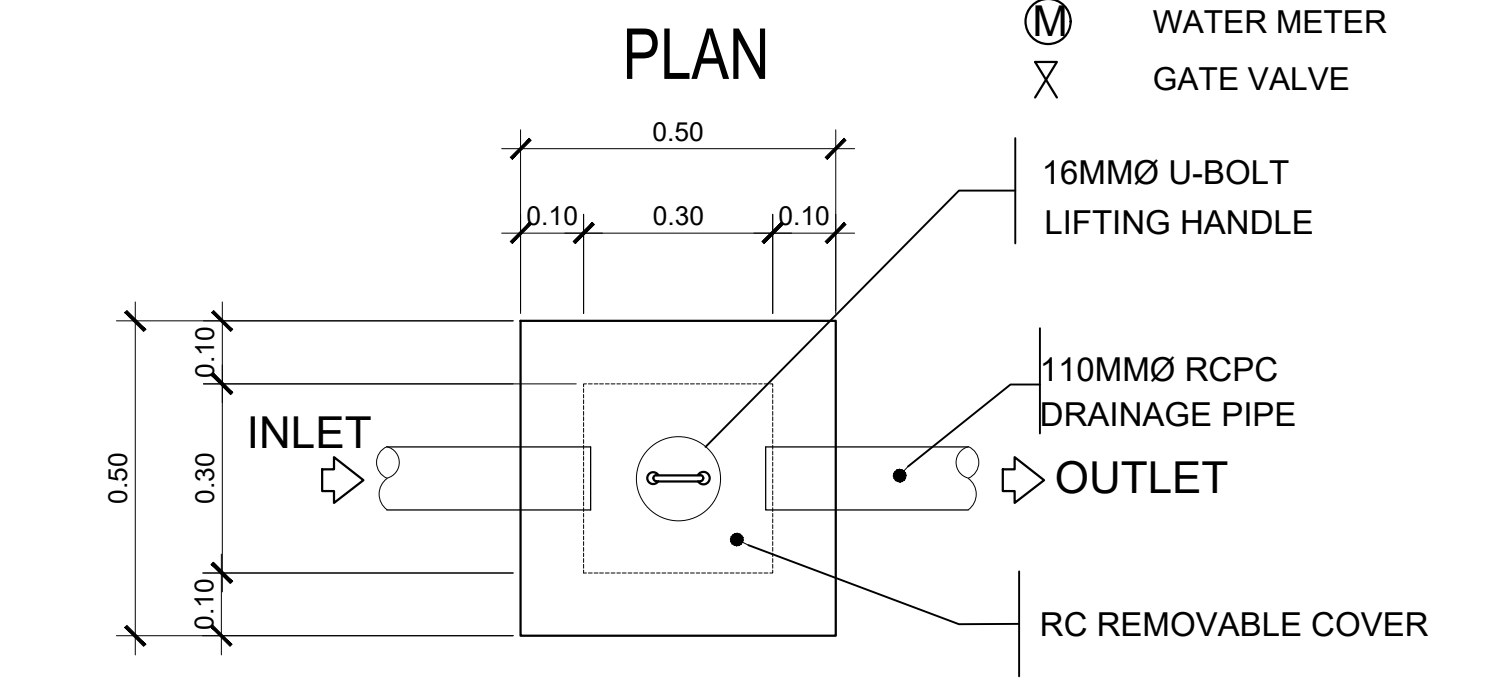 PLAN
M WATER METER
GATE VALVE
0.50
0.10 0.30 0.10
16MMØ U-BOLT
LIFTING HANDLE
0.10
0.50
0.30
0.10
INLET
110MMØ RCPC
DRAINAGE PIPE
OUTLET
RC REMOVABLE COVER